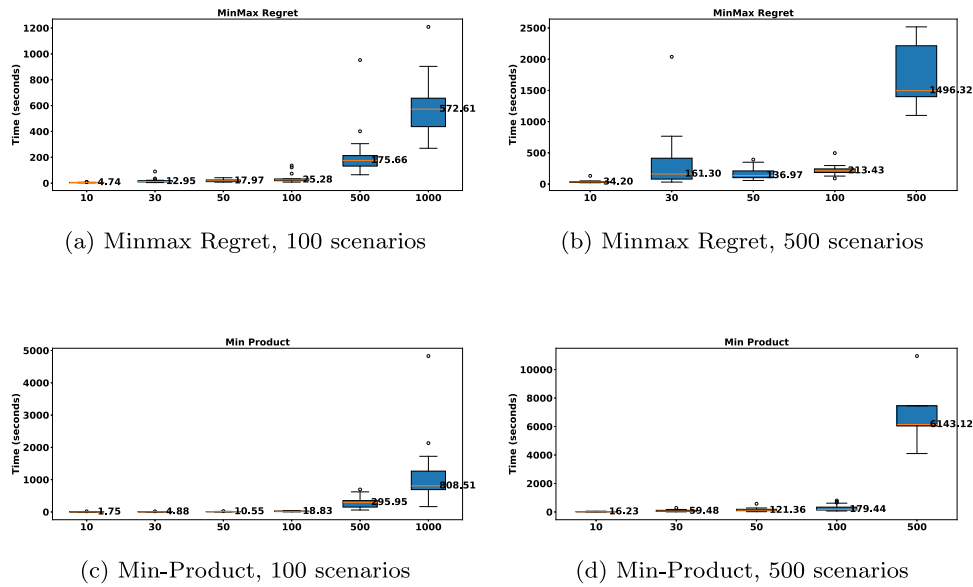 MinMax Regret
1200
1000
800
600
400
200
0
Time (seconds)
4.74
12.95
17.97
25.28
175.66
572.61
10 30 50 100 500 1000
(a) Minmax Regret, 100 scenarios
MinMax Regret
2500
2000
1500
1000
500
0
Time (seconds)
34.20
161.30
136.97
213.43
1496.32
10 30 50 100 500
(b) Minmax Regret, 500 scenarios
Min Product
5000
4000
3000
2000
1000
0
Time (seconds)
1.75
4.88
10.55
18.83
295.95
808.51
10 30 50 100 500 1000
(c) Min-Product, 100 scenarios
Min Product
10000
8000
6000
4000
2000
0
Time (seconds)
16.23
59.48
121.36
179.44
6143.12
10 30 50 100 500
(d) Min-Product, 500 scenarios